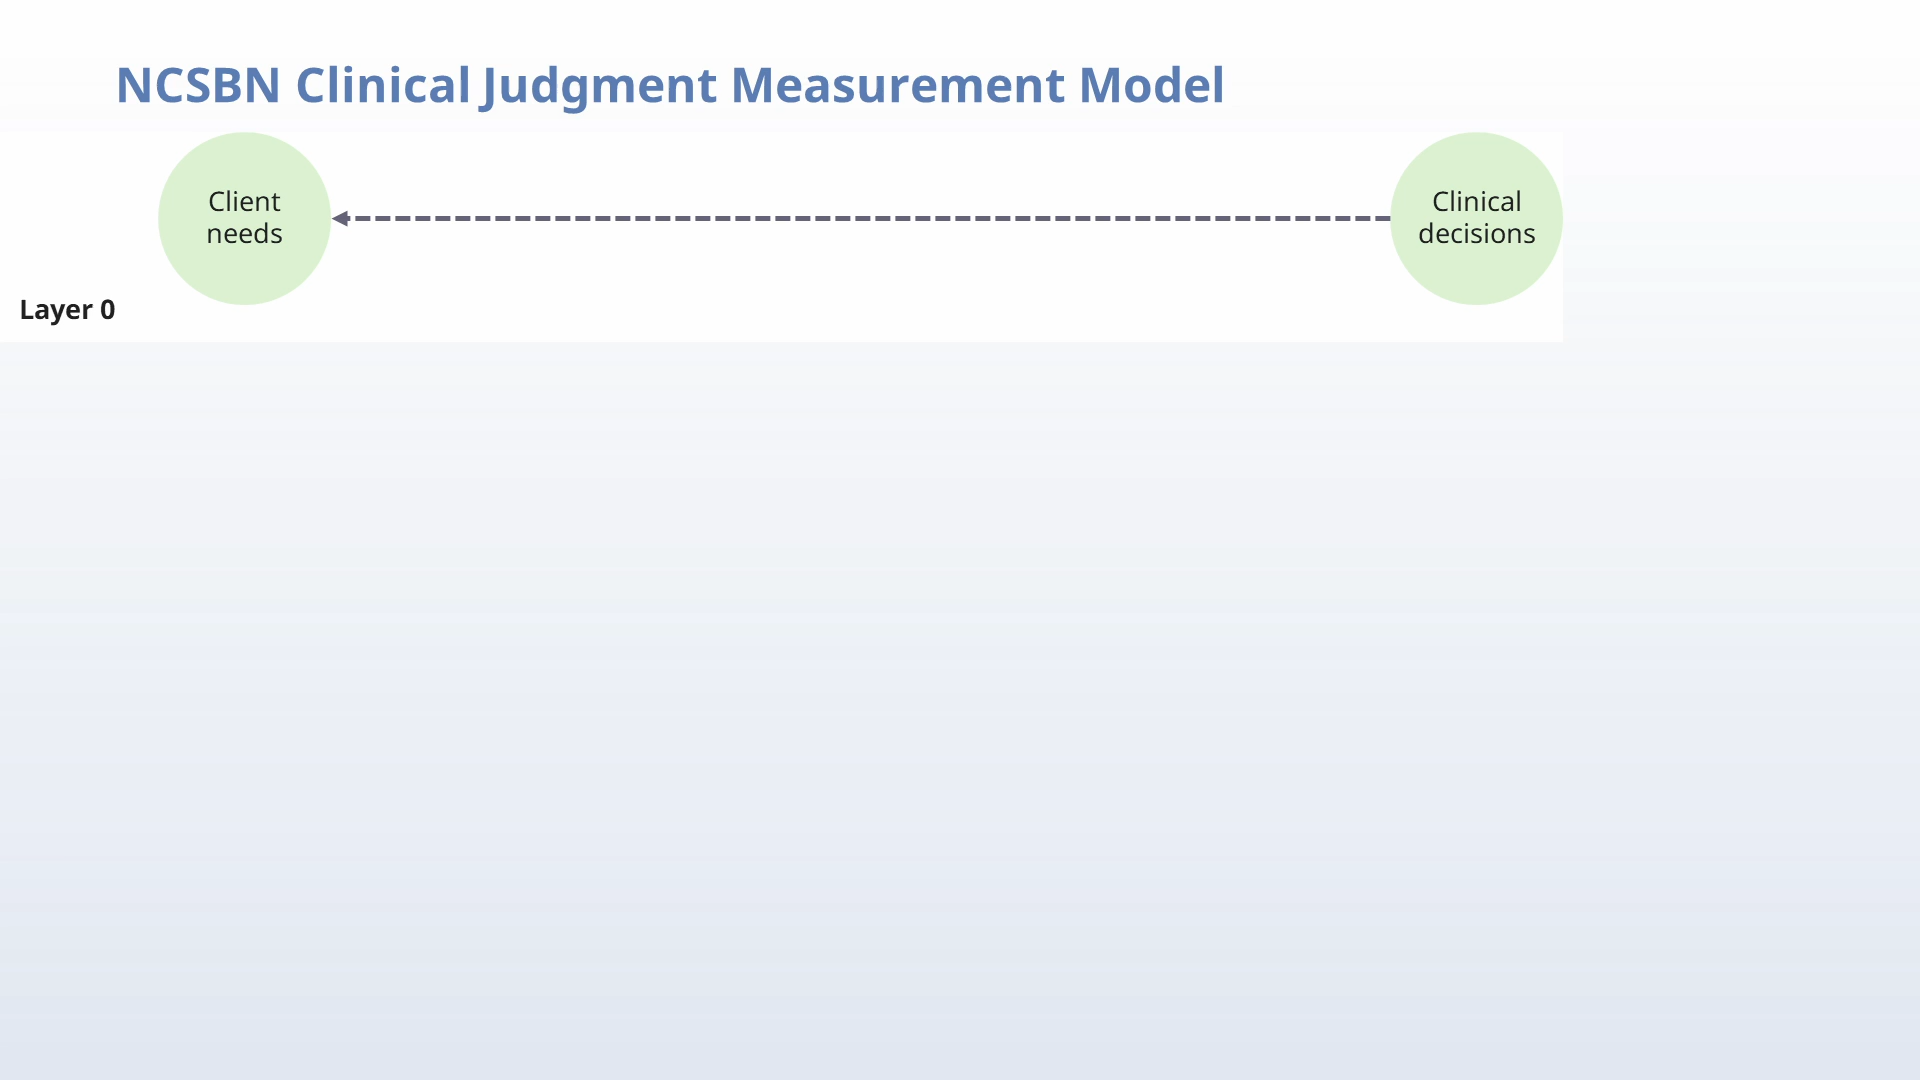 NCSBN Clinical Judgment Measurement Model
Client
needs
Clinical
decisions
Layer 0